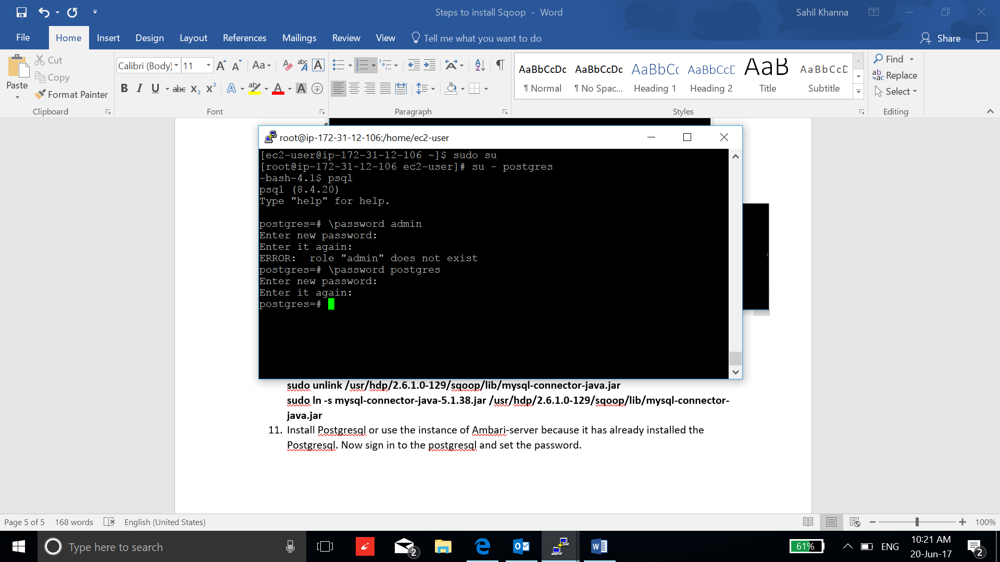 Steps to install Sqoop - Word
Sahil Khanna
File
Home
Insert
Design
Layout
References
Mailings
Review
View
Tell me what you want to do
Share
Paste
Cut
Copy
Format Painter
Clipboard
Calibri (Body)
11
Font
Paragraph
AaBbCcDc
¶ Normal
AaBbCcDc
¶ No Spac...
AaBbCc
Heading 1
AaBbCcD
Heading 2
AaB
Title
AaBbCcD
Subtitle
Styles
Find
Replace
Select
Editing
root@ip-172-31-12-106:/home/ec2-user
[ec2-user@ip-172-31-12-106 ~]$ sudo su
[root@ip-172-31-12-106 ec2-user]# su - postgres
-bash-4.1$ psql
psql (8.4.20)
Type "help" for help.
postgres=# \password admin
Enter new password:
Enter it again:
ERROR:  role "admin" does not exist
postgres=# \password postgres
Enter new password:
Enter it again:
postgres=#
sudo unlink /usr/hdp/2.6.1.0-129/sqoop/lib/mysql-connector-java.jar
sudo ln -s mysql-connector-java-5.1.38.jar /usr/hdp/2.6.1.0-129/sqoop/lib/mysql-connector-
java.jar
11. Install Postgresql or use the instance of Ambari-server because it has already installed the
Postgresql. Now sign in to the postgresql and set the password.
Page 5 of 5
168 words
English (United States)
100%
Type here to search
2
61%
ENG
10:21 AM
20-Jun-17
2